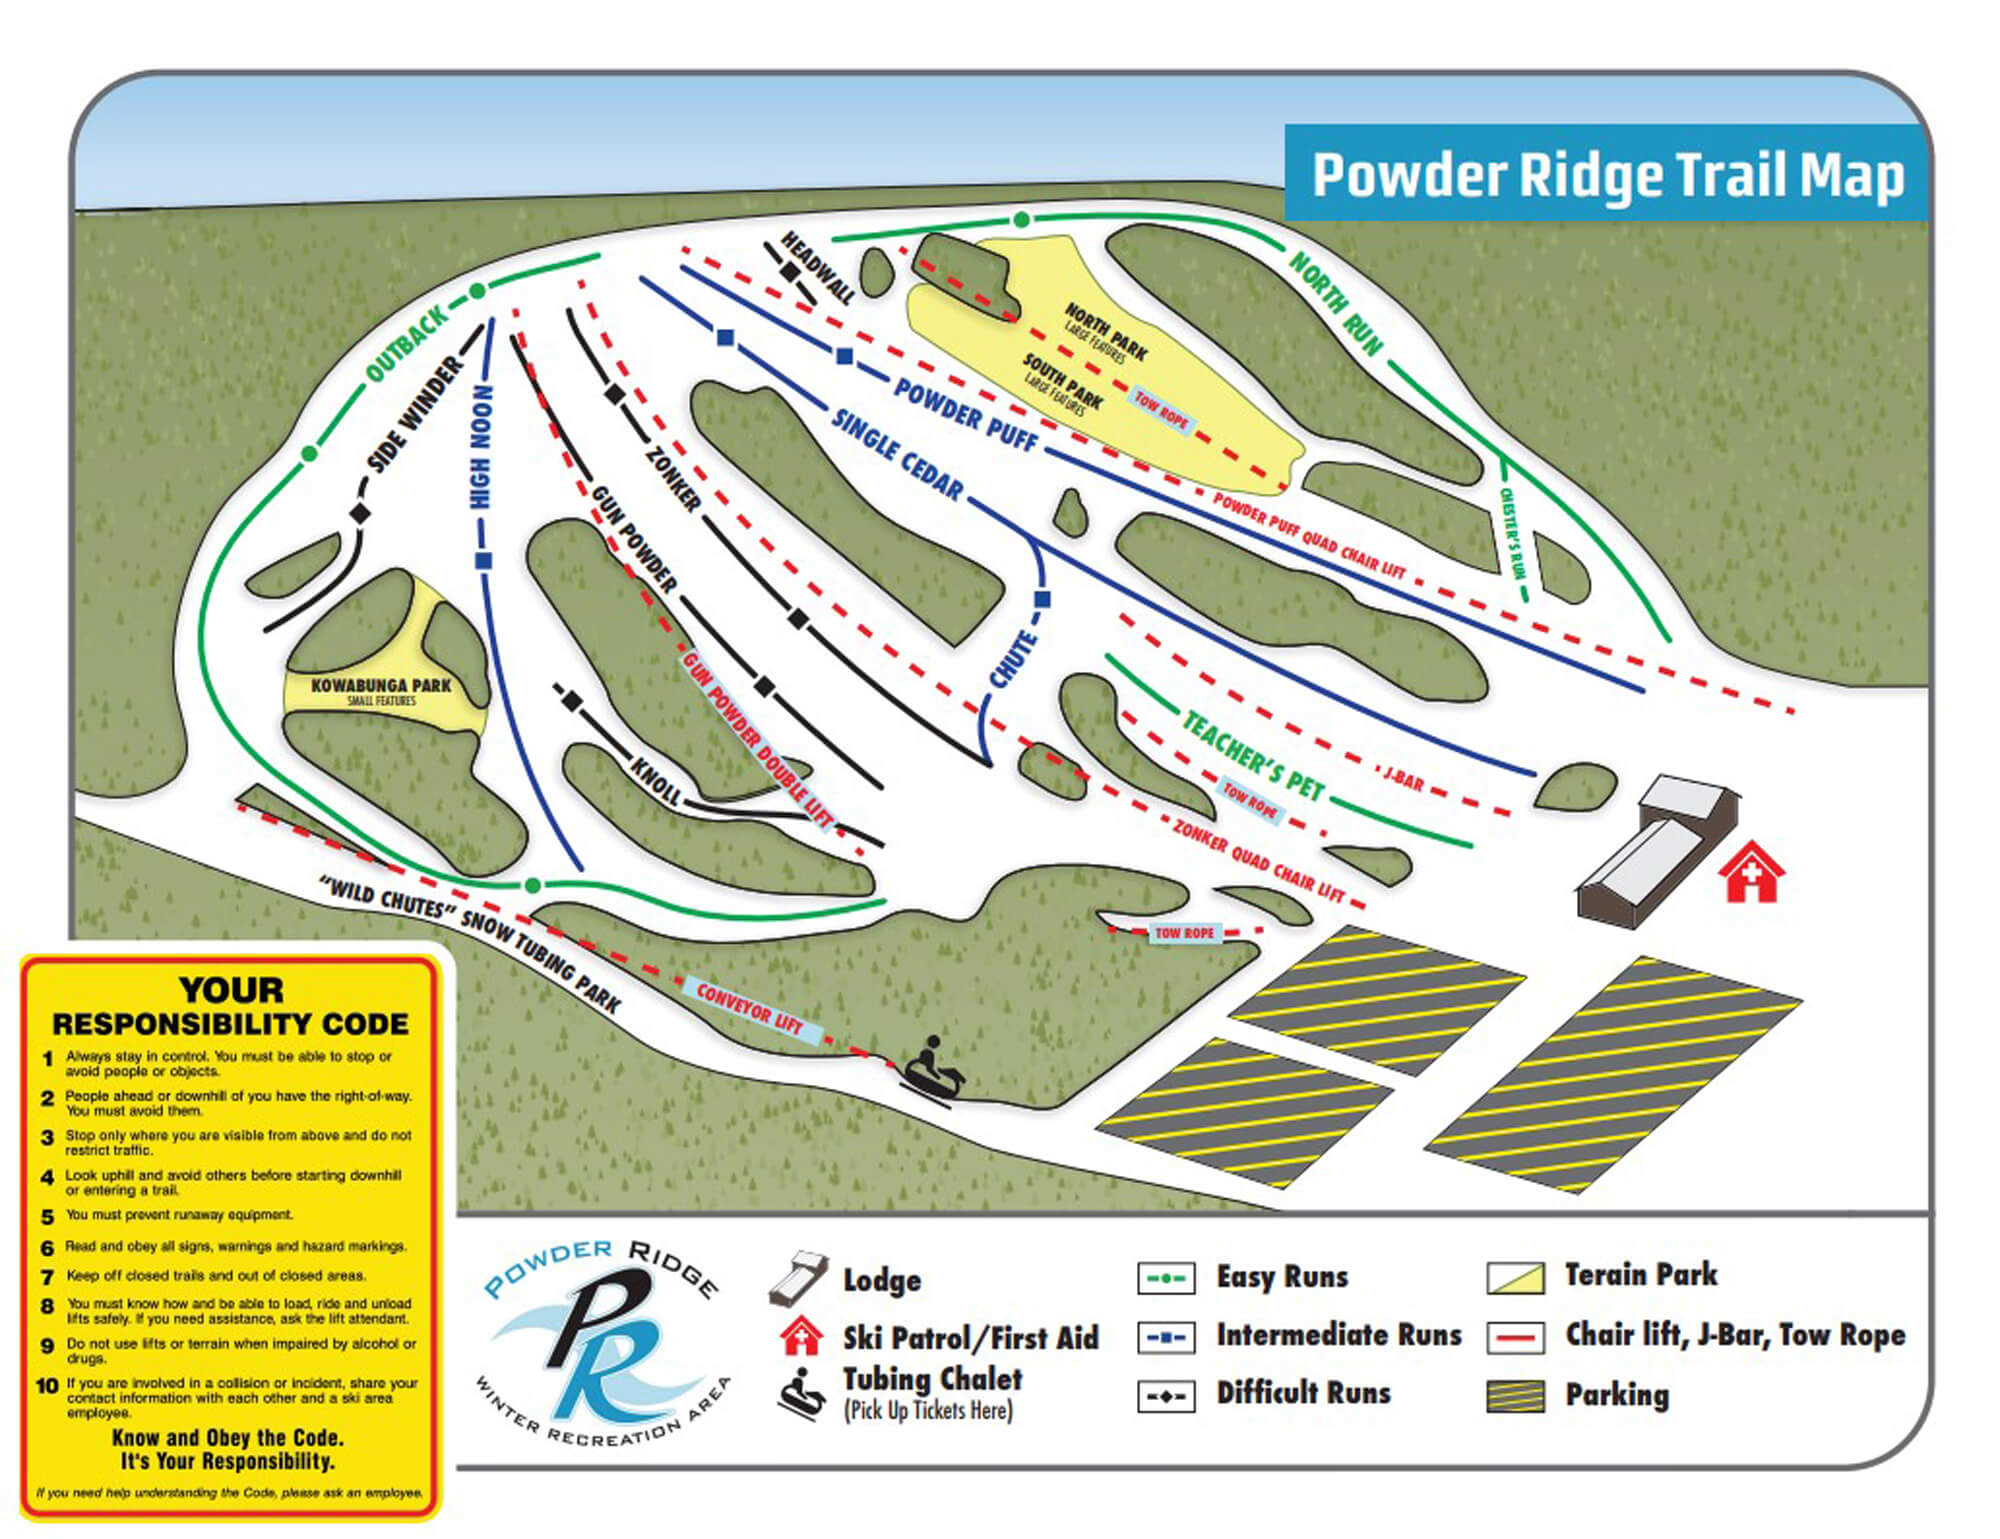 Powder Ridge Trail Map
HEADWALL
NORTH RUN
OUTBACK
NORTH PARK
LARGE FEATURES
SOUTH PARK
LARGE FEATURES
TOW ROPE
SIDE WINDER
HIGH NOON
POWDER PUFF
SINGLE CEDAR
ZONKER
GUN POWDER
POWDER PUFF QUAD CHAIR LIFT
CHESTER'S RUN
CHUTE
KOWABUNGA PARK
SMALL FEATURES
GUN POWDER DOUBLE LIFT
KNOLL
TEACHER'S PET
J-BAR
TOW ROPE
ZONKER QUAD CHAIR LIFT
TOW ROPE
"WILD CHUTES" SNOW TUBING PARK
CONVEYOR LIFT
YOUR
RESPONSIBILITY CODE
1 Always stay in control. You must be able to stop or
avoid people or objects.
2 People ahead or downhill of you have the right-of-way.
You must avoid them.
3 Stop only where you are visible from above and do not
restrict traffic.
4 Look uphill and avoid others before starting downhill
or entering a trail.
5 You must prevent runaway equipment.
6 Read and obey all signs, warnings and hazard markings.
7 Keep off closed trails and out of closed areas.
8 You must know how and be able to load, ride and unload
lifts safely. If you need assistance, ask the lift attendant.
9 Do not use lifts or terrain when impaired by alcohol or
drugs.
10 If you are involved in a collision or incident, share your
contact information with each other and a ski area
employee.
Know and Obey the Code.
It's Your Responsibility.
If you need help understanding the Code, please ask an employee.
POWDER RIDGE
PR
WINTER RECREATION AREA
Lodge
Ski Patrol/First Aid
Tubing Chalet
(Pick Up Tickets Here)
Easy Runs
Intermediate Runs
Difficult Runs
Terain Park
Chair lift, J-Bar, Tow Rope
Parking